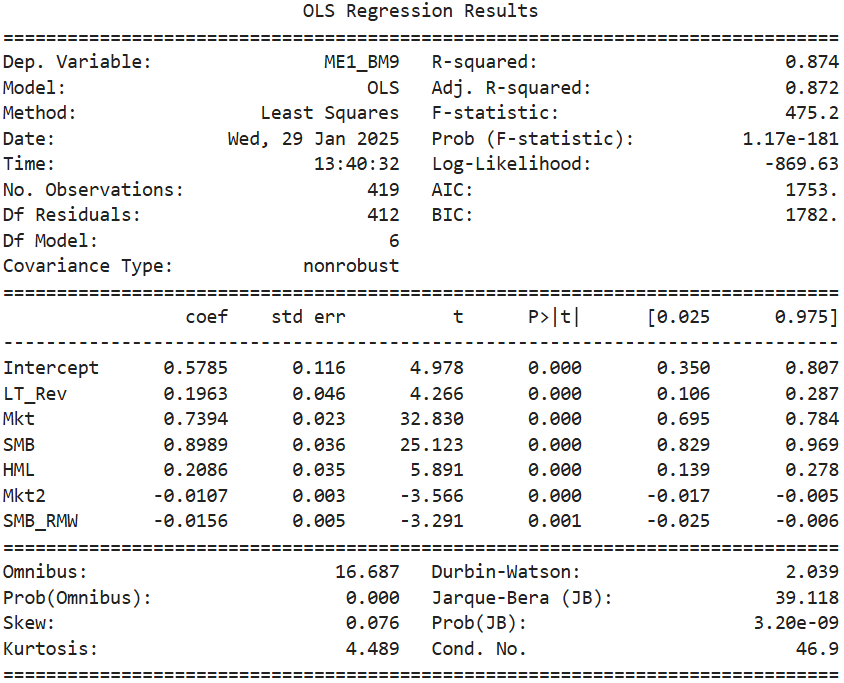 OLS Regression Results
==============================================================================
Dep. Variable:                ME1_BM9   R-squared:                       0.874
Model:                            OLS   Adj. R-squared:                  0.872
Method:                 Least Squares   F-statistic:                     475.2
Date:                Wed, 29 Jan 2025   Prob (F-statistic):          1.17e-181
Time:                        13:40:32   Log-Likelihood:                -869.63
No. Observations:                 419   AIC:                             1753.
Df Residuals:                     412   BIC:                             1782.
Df Model:                           6
Covariance Type:            nonrobust
==============================================================================
                 coef    std err          t      P>|t|      [0.025      0.975]
------------------------------------------------------------------------------
Intercept      0.5785      0.116      4.978      0.000       0.350       0.807
LT_Rev         0.1963      0.046      4.266      0.000       0.106       0.287
Mkt            0.7394      0.023     32.830      0.000       0.695       0.784
SMB            0.8989      0.036     25.123      0.000       0.829       0.969
HML            0.2086      0.035      5.891      0.000       0.139       0.278
Mkt2          -0.0107      0.003     -3.566      0.000      -0.017      -0.005
SMB_RMW       -0.0156      0.005     -3.291      0.001      -0.025      -0.006
==============================================================================
Omnibus:                       16.687   Durbin-Watson:                   2.039
Prob(Omnibus):                  0.000   Jarque-Bera (JB):               39.118
Skew:                           0.076   Prob(JB):                     3.20e-09
Kurtosis:                       4.489   Cond. No.                         46.9
==============================================================================